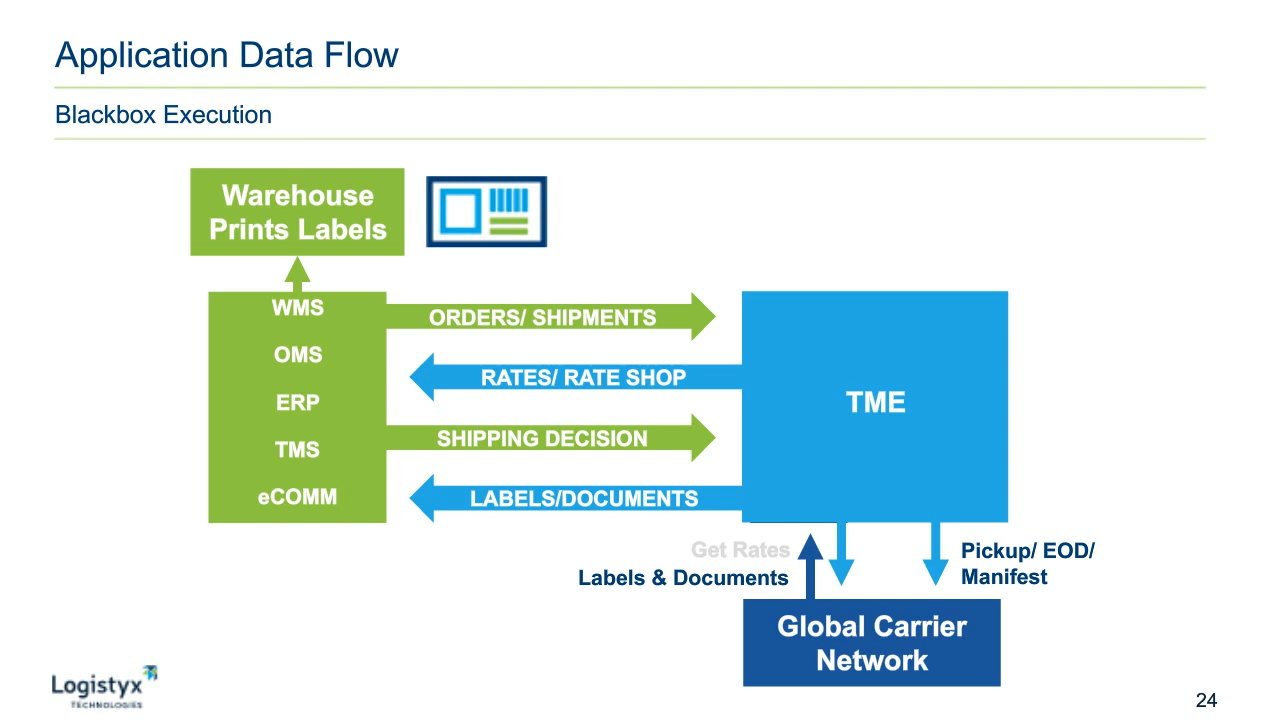 Application Data Flow
Blackbox Execution
Warehouse
Prints Labels
WMS
OMS
ERP
TMS
eCOMM
ORDERS/ SHIPMENTS
RATES/ RATE SHOP
SHIPPING DECISION
LABELS/DOCUMENTS
TME
Get Rates
Labels & Documents
Pickup/ EOD/
Manifest
Global Carrier
Network
Logistyx
TECHNOLOGIES
24